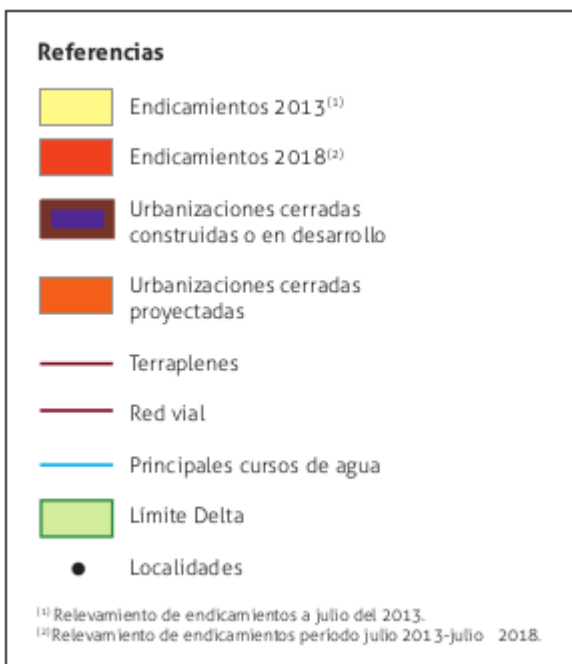 Referencias
Endicamientos 2013⁽¹⁾
Endicamientos 2018⁽²⁾
Urbanizaciones cerradas
construidas o en desarrollo
Urbanizaciones cerradas
proyectadas
Terraplenes
Red vial
Principales cursos de agua
Límite Delta
Localidades
⁽¹⁾ Relevamiento de endicamientos a julio del 2013.
⁽²⁾ Relevamiento de endicamientos período julio 2013-julio 2018.